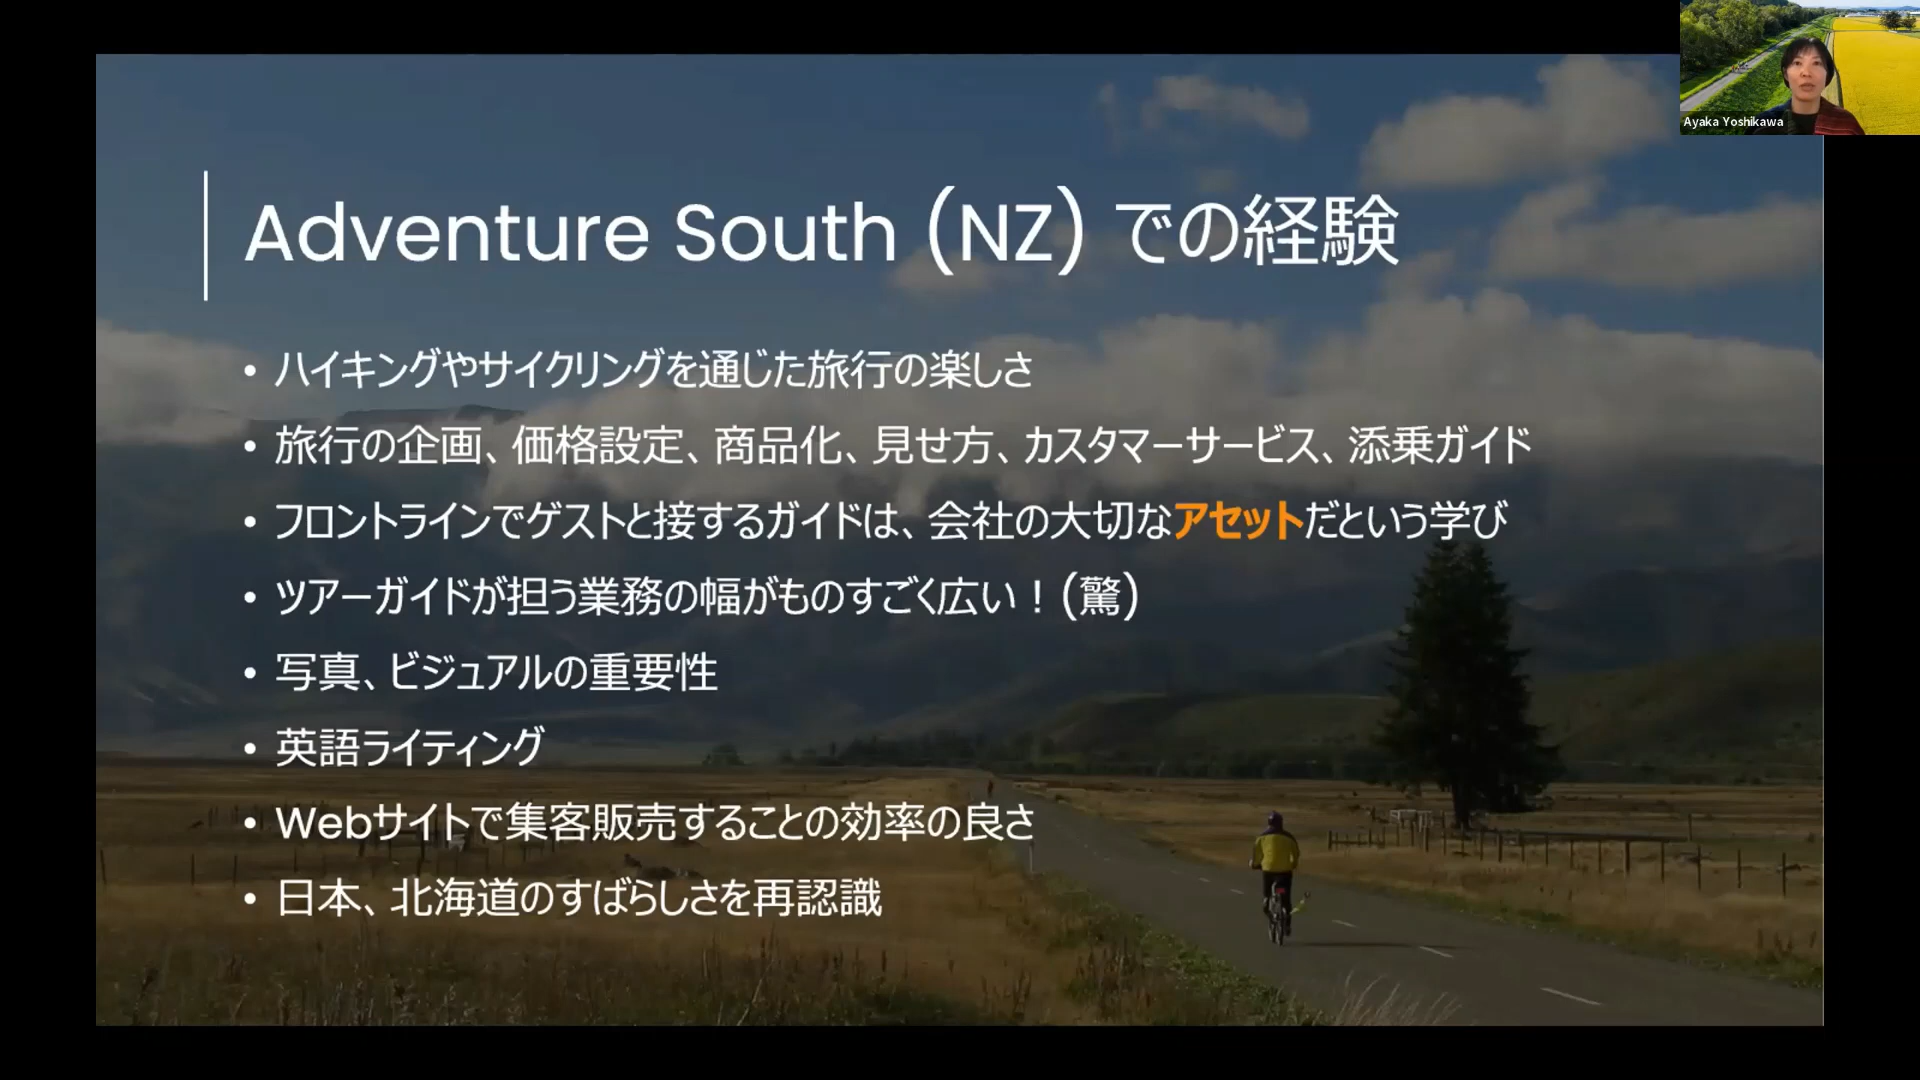 Ayaka Yoshikawa
Adventure South (NZ) での経験
• ハイキングやサイクリングを通じた旅行の楽しさ
• 旅行の企画、価格設定、商品化、見せ方、カスタマーサービス、添乗ガイド
• フロントラインでゲストと接するガイドは、会社の大切なアセットだという学び
• ツアーガイドが担う業務の幅がものすごく広い！(驚)
• 写真、ビジュアルの重要性
• 英語ライティング
• Webサイトで集客販売することの効率の良さ
• 日本、北海道のすばらしさを再認識